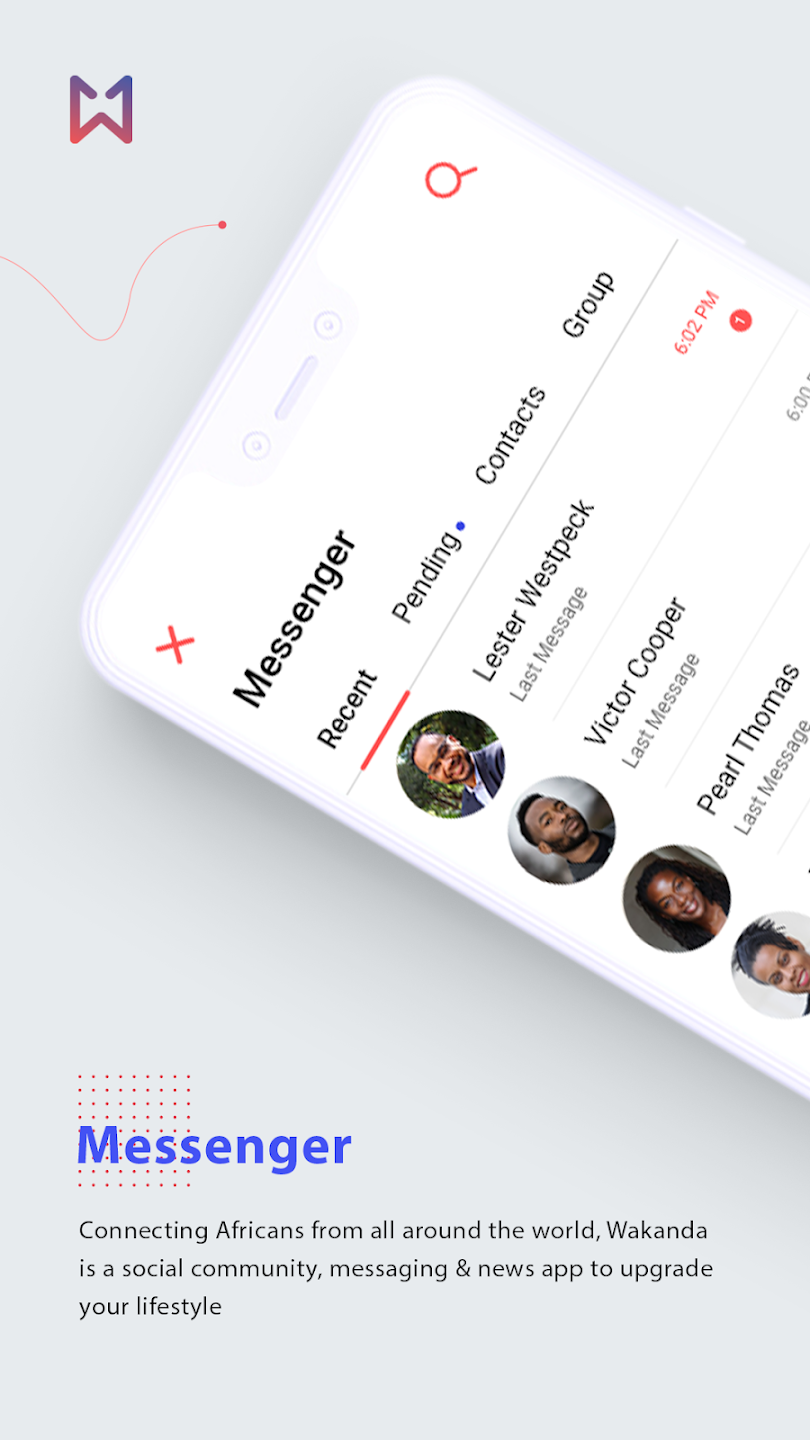 Messenger
Recent
Pending
Contacts
Group
Lester Westpeck
Last Message
6:02 PM
1
Victor Cooper
Last Message
6:00
Pearl Thomas
Last Message
Messenger
Connecting Africans from all around the world, Wakanda
is a social community, messaging & news app to upgrade
your lifestyle